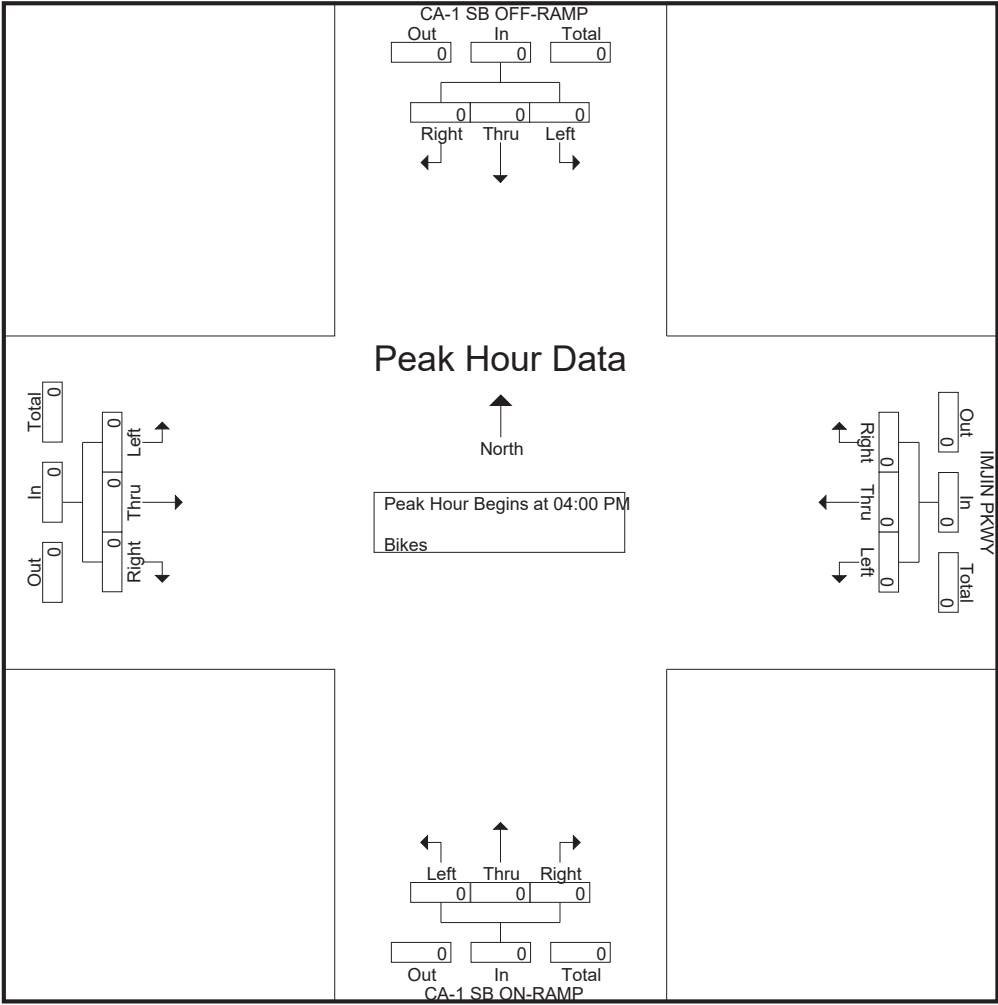 CA-1 SB OFF-RAMP
Out In Total
0 0 0
0 0 0
Right Thru Left
Peak Hour Data
North
Peak Hour Begins at 04:00 PM
Bikes
Total In Out
0 0 0
0 0 0
Left Thru Right
Right Thru Left
0 0 0
0 0 0
Out In Total
IMJIN PKWY
Left Thru Right
0 0 0
0 0 0
Out In Total
CA-1 SB ON-RAMP